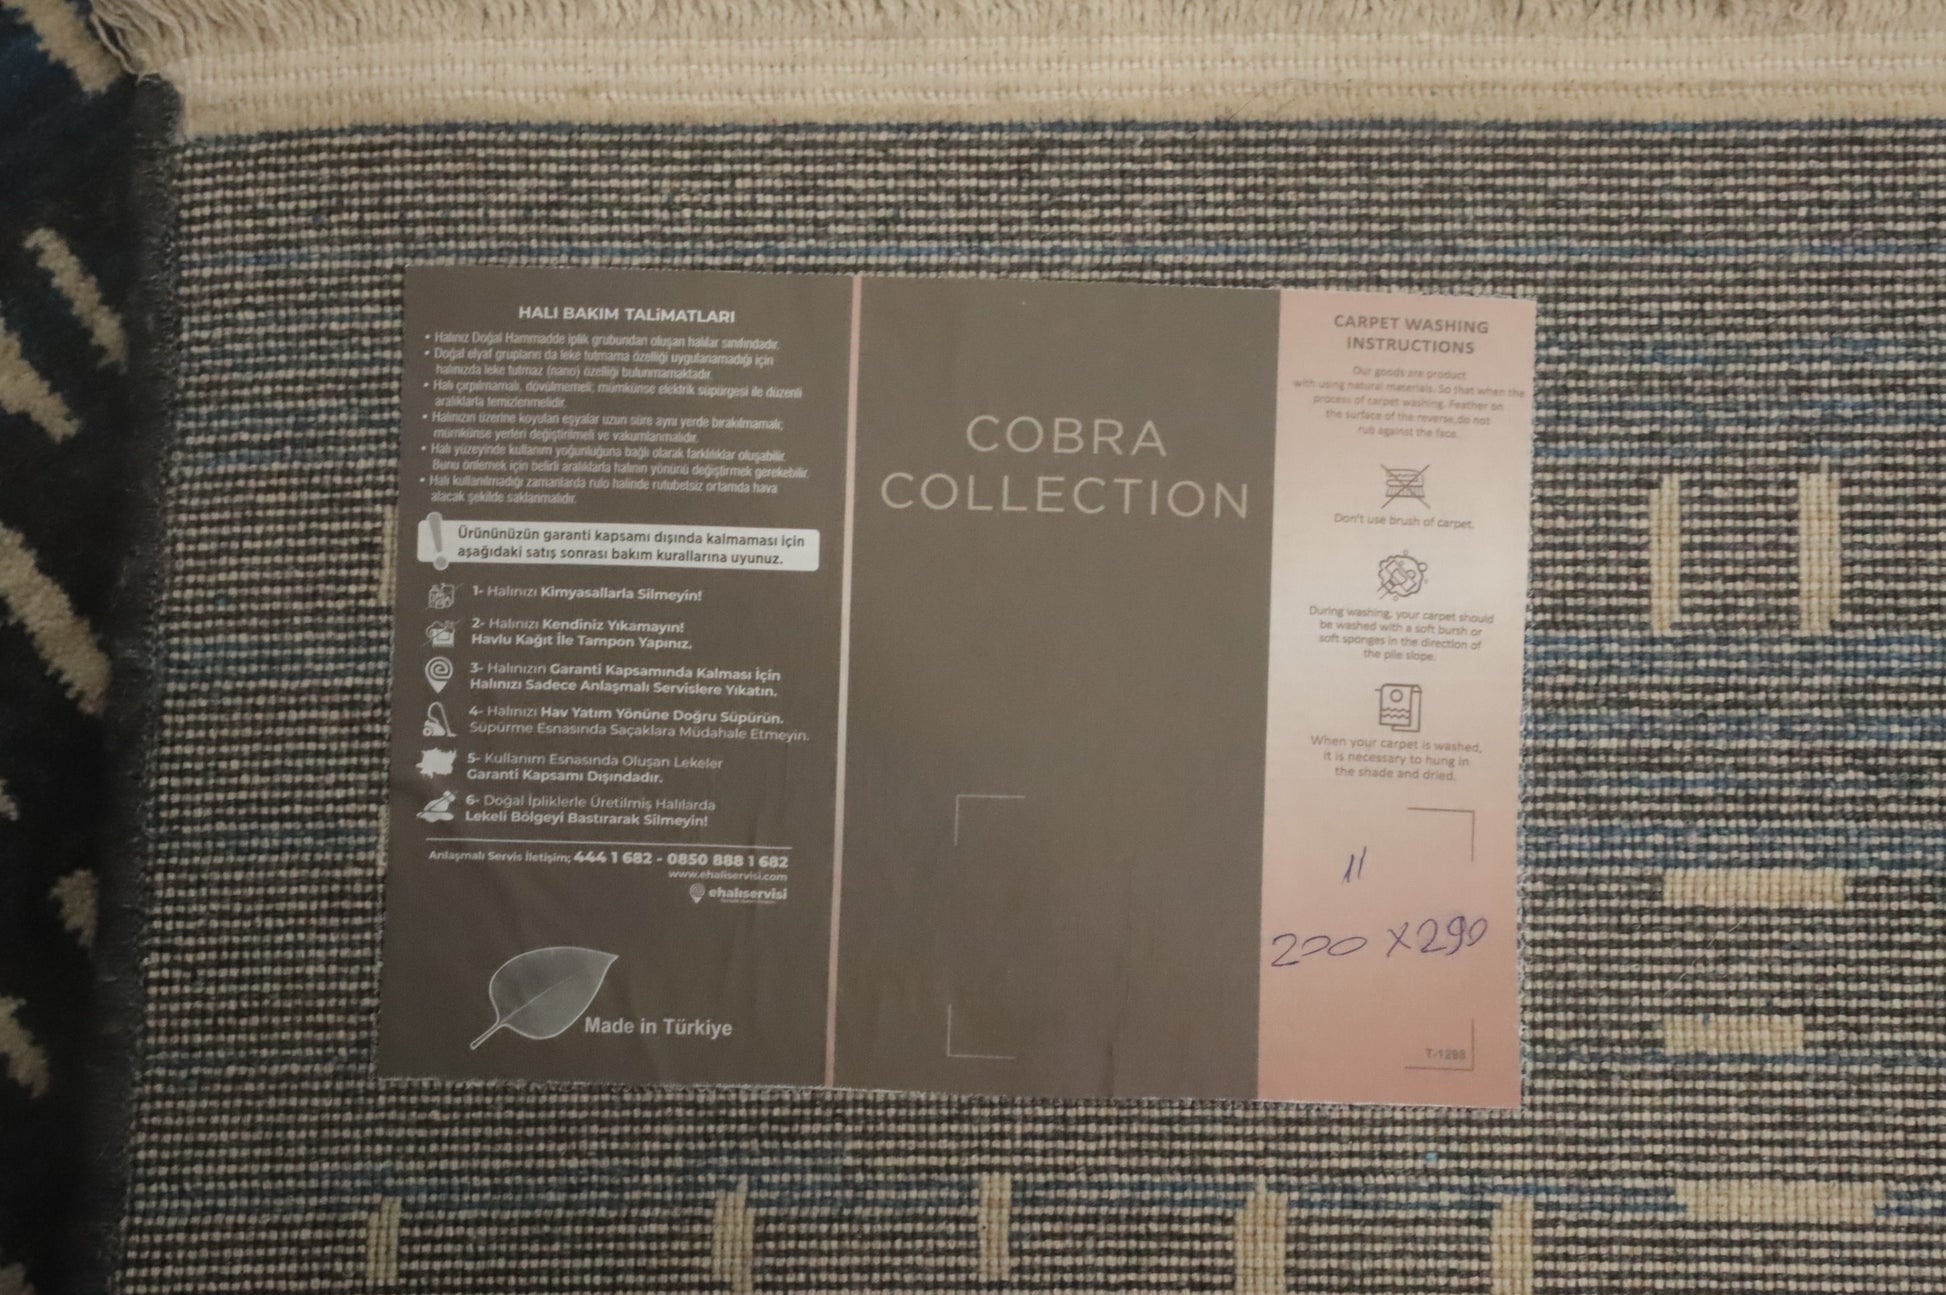 HALI BAKIM TALiMATLARI
• Halınız Doğal Hammadde İplik grubundan oluşan halılar sınıfındadır.
• Doğal elyaf grupları da leke tutmama özelliği uygulanamadığı için
halınızda leke tutmaz (nano) özelliği bulunmamaktadır.
• Halı çırpılmamalı, dövülmemeli; mümkünse elektrik süpürgesi ile düzenli
aralıklarla temizlenmelidir.
• Halınızın üzerine koyulan eşyalar uzun süre aynı yerde bırakılmamalı;
mümkünse yerleri değiştirilmeli ve vakumlanmalıdır.
• Halı yüzeyinde kullanım yoğunluğuna bağlı olarak farklılıklar oluşabilir.
Bunu önlemek için belirli aralıklarla halının yönünü değiştirmek gerekebilir.
• Halı kullanılmadığı zamanlarda rulo halinde rutubetsiz ortamda hava
alacak şekilde saklanmalıdır.
Ürününüzün garanti kapsamı dışında kalmaması için
aşağıdaki satış sonrası bakım kurallarına uyunuz.
1- Halınızı Kimyasallarla Silmeyin!
2- Halınızı Kendiniz Yıkamayın!
Havlu Kağıt İle Tampon Yapınız.
3- Halınızın Garanti Kapsamında Kalması İçin
Halınızı Sadece Anlaşmalı Servislere Yıkatın.
4- Halınızı Hav Yatım Yönüne Doğru Süpürün.
Süpürme Esnasında Saçaklara Müdahale Etmeyin.
5- Kullanım Esnasında Oluşan Lekeler
Garanti Kapsamı Dışındadır.
6- Doğal İpliklerle Üretilmiş Halılarda
Lekeli Bölgeyi Bastırarak Silmeyin!
Anlaşmalı Servis İletişim; 444 1 682 - 0850 888 1 682
www.ehaliservisi.com
ehalıservisi
Made in Türkiye
COBRA
COLLECTION
CARPET WASHING
INSTRUCTIONS
Our goods are product
with using natural materials. So that when the
process of carpet washing. Feather on
the surface of the reverse,do not
rub against the face.
Don't use brush of carpet.
During washing, your carpet should
be washed with a soft bursh or
soft sponges in the direction of
the pile slope.
When your carpet is washed,
it is necessary to hung in
the shade and dried.
11
200 x 290
T-1298